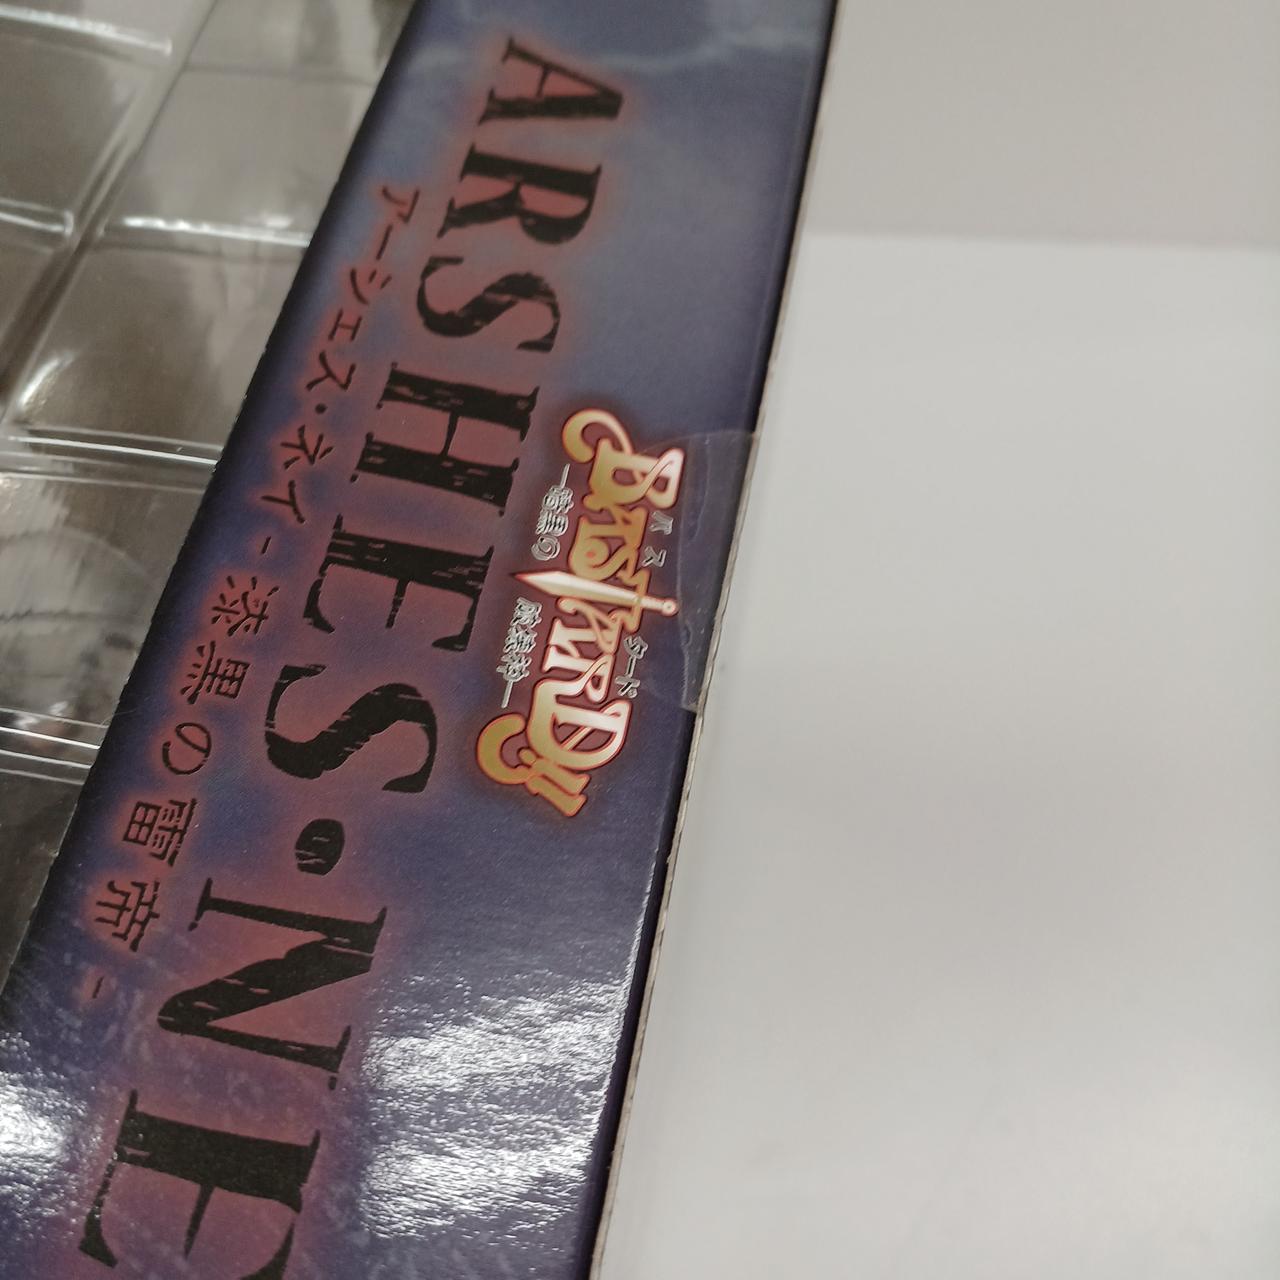 ARSHES・NE
アーシェス・ネイ - 漆黒の雷帝 -
バスタード
BASTARD!!
―暗黒の破壊神―